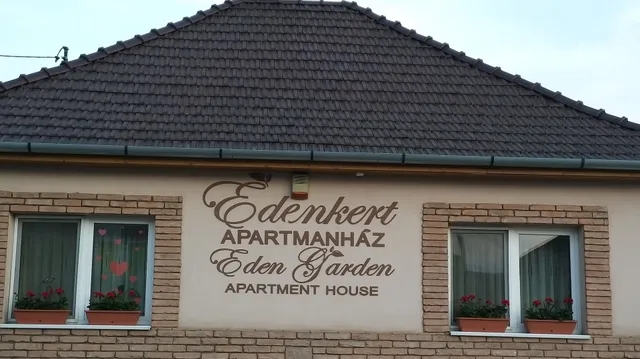 Edenkert
APARTMANHÁZ
Eden Garden
APARTMENT HOUSE